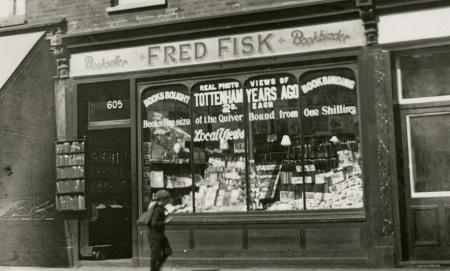 Bookseller + FRED FISK + Bookbinder
605
BOOKS BOUGHT REAL PHOTO VIEWS OF BOOKBINDING
TOTTENHAM YEARS AGO
2D. EACH
Books the size of the Quiver Bound from One Shilling
Local Views